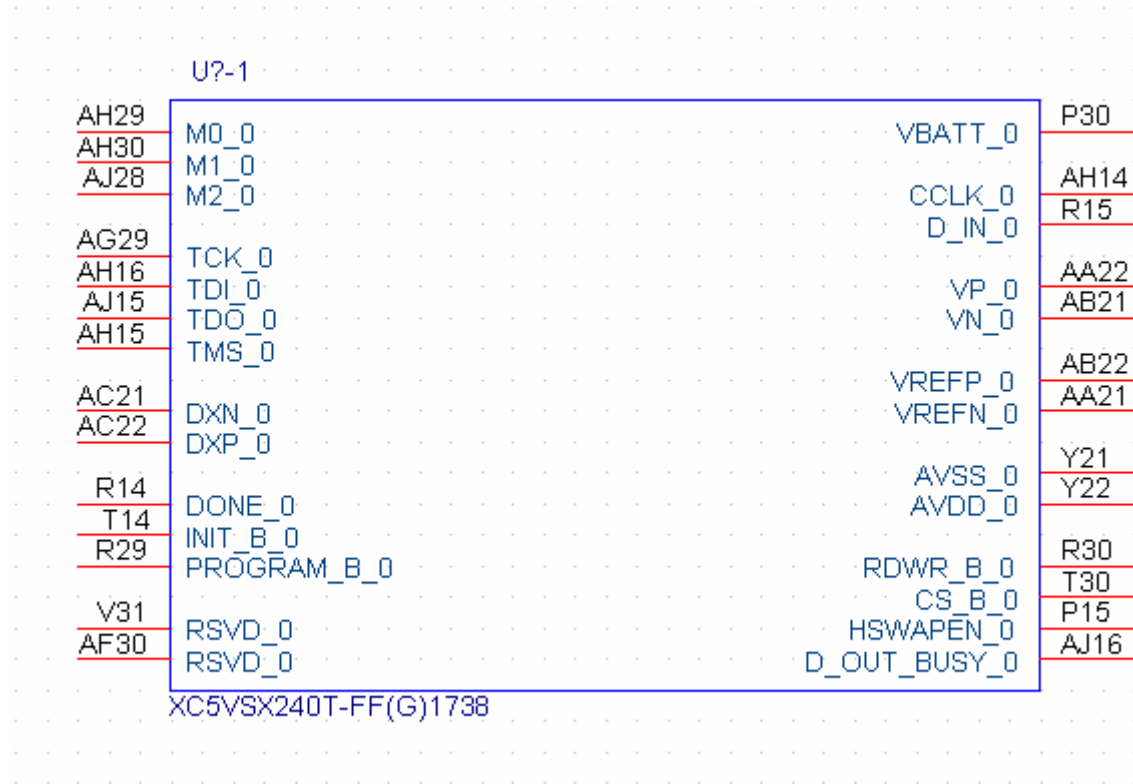 U?-1
AH29 M0_0 VBATT_0 P30
AH30 M1_0
AJ28 M2_0 CCLK_0 AH14
D_IN_0 R15
AG29 TCK_0
AH16 TDI_0 VP_0 AA22
AJ15 TDO_0 VN_0 AB21
AH15 TMS_0
VREFP_0 AB22
AC21 DXN_0 VREFN_0 AA21
AC22 DXP_0
AVSS_0 Y21
R14 DONE_0 AVDD_0 Y22
T14 INIT_B_0
R29 PROGRAM_B_0 RDWR_B_0 R30
CS_B_0 T30
V31 RSVD_0 HSWAPEN_0 P15
AF30 RSVD_0 D_OUT_BUSY_0 AJ16
XC5VSX240T-FF(G)1738